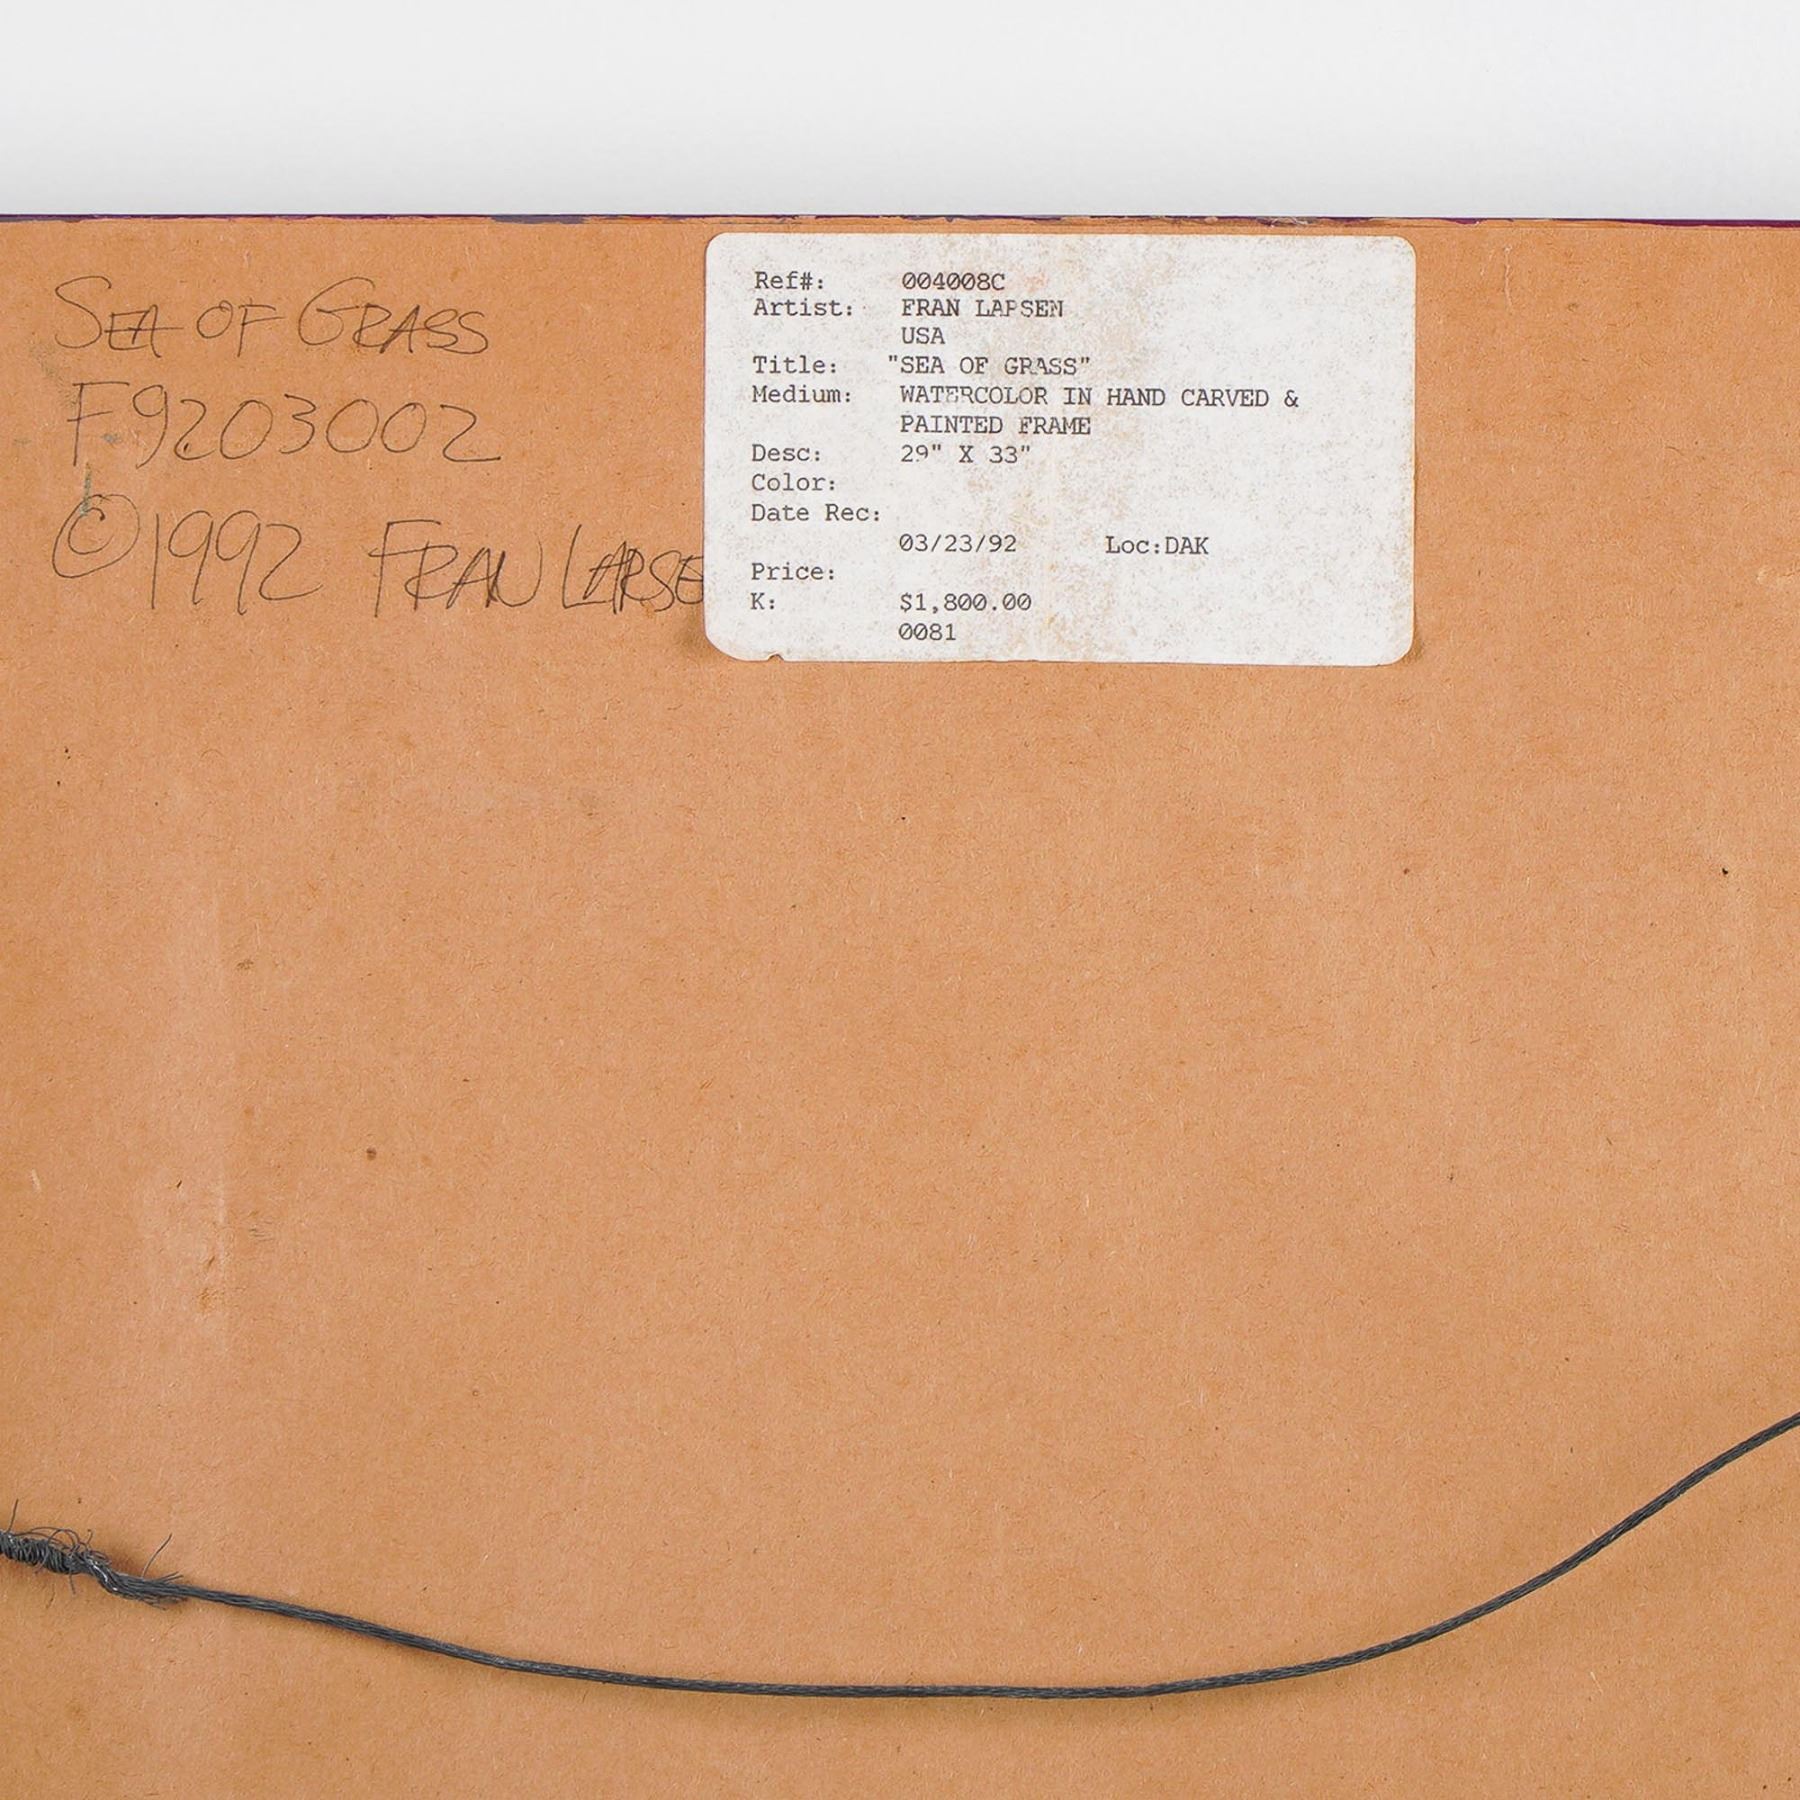 SEA OF GRASS
F9203002
©1992 FRAN LARSE
Ref#: 004008C
Artist: FRAN LARSEN
USA
Title: "SEA OF GRASS"
Medium: WATERCOLOR IN HAND CARVED &
PAINTED FRAME
Desc: 29" X 33"
Color:
Date Rec:
03/23/92 Loc:DAK
Price:
K: $1,800.00
0081